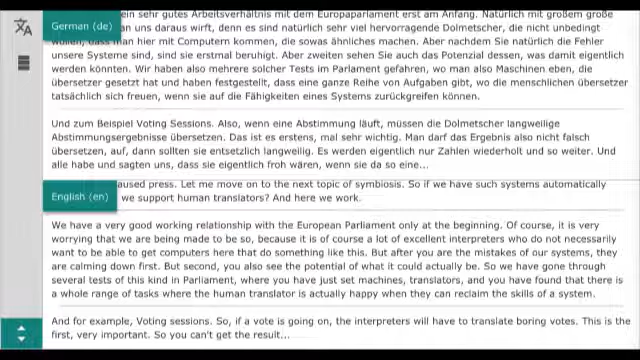 ein sehr gutes Arbeitsverhältnis mit dem Europaparlament erst am Anfang. Natürlich mit großem große
German (de)
an uns daraus wirft, denn es sind natürlich sehr viel hervorragende Dolmetscher, die nicht unbedingt
wollen, dass man hier mit Computern kommen, die sowas ähnliches machen. Aber nachdem Sie natürlich die Fehler
unsere Systeme sind, sind sie erstmal beruhigt. Aber zweiten sehen Sie auch das Potenzial dessen, was damit eigentlich
werden könnten. Wir haben also mehrere solcher Tests im Parlament gefahren, wo man also Maschinen eben, die
übersetzer gesetzt hat und haben festgestellt, dass eine ganze Reihe von Aufgaben gibt, wo die menschlichen übersetzer
tatsächlich sich freuen, wenn sie auf die Fähigkeiten eines Systems zurückgreifen können.
Und zum Beispiel Voting Sessions. Also, wenn eine Abstimmung läuft, müssen die Dolmetscher langweilige
Abstimmungsergebnisse übersetzen. Das ist es erstens, mal sehr wichtig. Man darf das Ergebnis also nicht falsch
übersetzen, auf, dann sollten sie entsetzlich langweilig. Es werden eigentlich nur Zahlen wiederholt und so weiter. Und
alle habe und sagten uns, dass sie eigentlich froh wären, wenn sie da so eine...
aused press. Let me move on to the next topic of symbiosis. So if we have such systems automatically
English (en)
we support human translators? And here we work.
We have a very good working relationship with the European Parliament only at the beginning. Of course, it is very
worrying that we are being made to be so, because it is of course a lot of excellent interpreters who do not necessarily
want to be able to get computers here that do something like this. But after you are the mistakes of our systems, they
are calming down first. But second, you also see the potential of what it could actually be. So we have gone through
several tests of this kind in Parliament, where you have just set machines, translators, and you have found that there is
a whole range of tasks where the human translator is actually happy when they can reclaim the skills of a system.
And for example, Voting sessions. So, if a vote is going on, the interpreters will have to translate boring votes. This is the
first, very important. So you can't get the result...